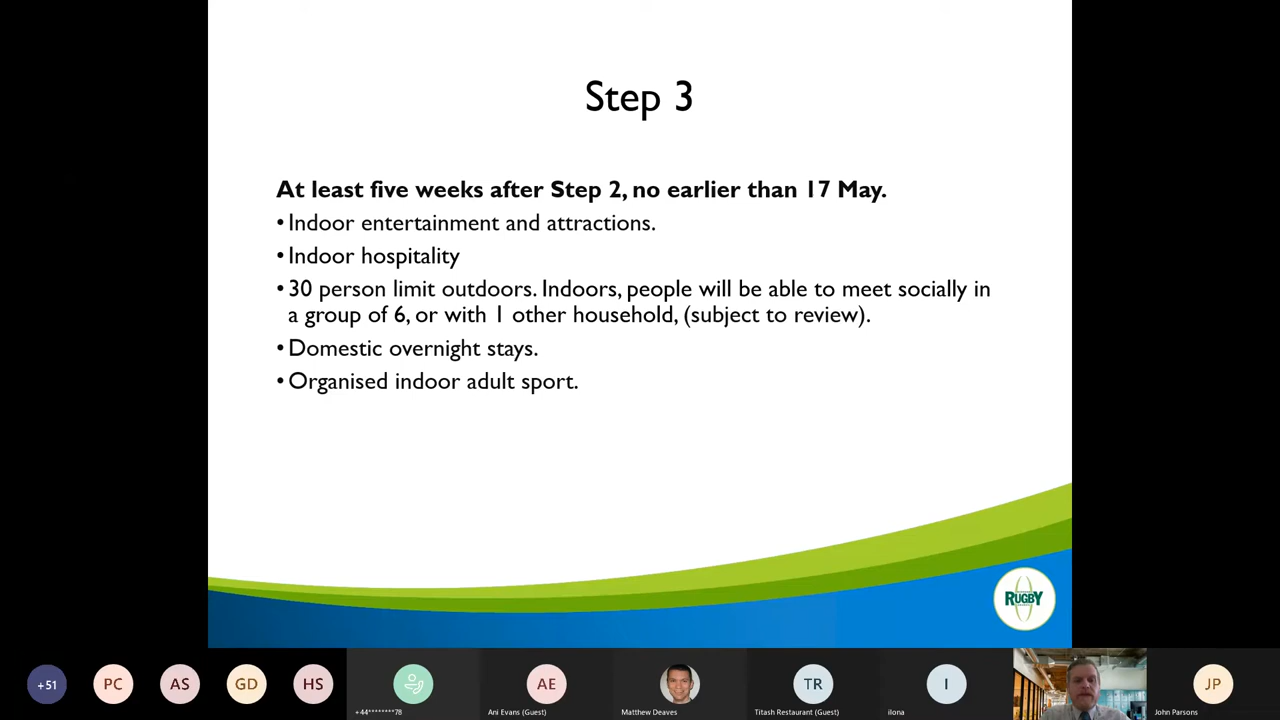 Step 3
At least five weeks after Step 2, no earlier than 17 May.
•Indoor entertainment and attractions.
•Indoor hospitality
•30 person limit outdoors. Indoors, people will be able to meet socially in
a group of 6, or with 1 other household, (subject to review).
•Domestic overnight stays.
•Organised indoor adult sport.
RUGBY
+51
PC
AS
GD
HS
+44********78
AE
Ani Evans (Guest)
Matthew Deaves
TR
Titash Restaurant (Guest)
I
ilona
JP
John Parsons